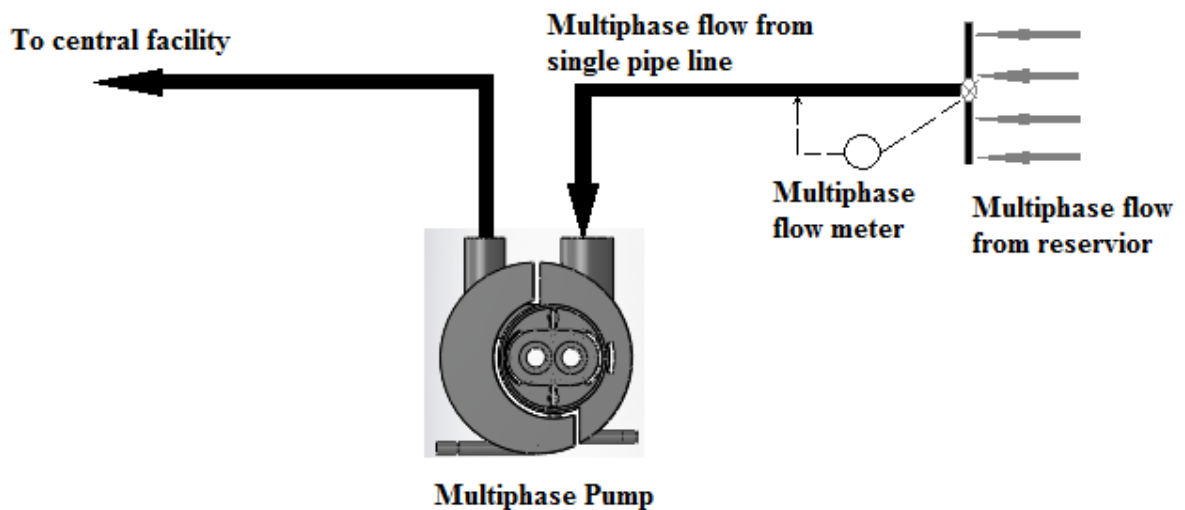 To central facility
Multiphase flow from
single pipe line
Multiphase
flow meter
Multiphase flow
from reservior
Multiphase Pump